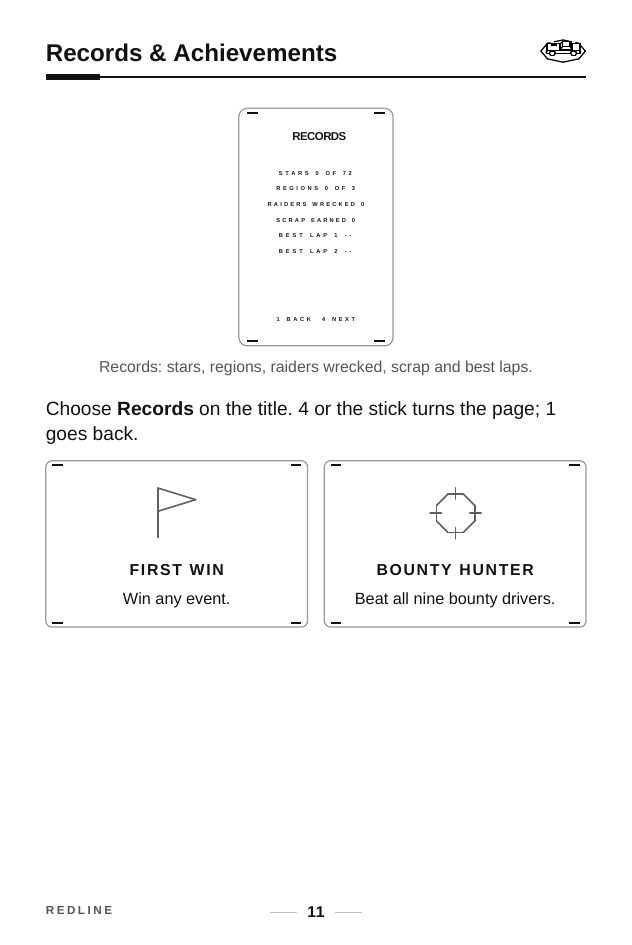 Records & Achievements
RECORDS
STARS 0 OF 72
REGIONS 0 OF 3
RAIDERS WRECKED 0
SCRAP EARNED 0
BEST LAP 1 --
BEST LAP 2 --
1 BACK 4 NEXT
Records: stars, regions, raiders wrecked, scrap and best laps.
Choose Records on the title. 4 or the stick turns the page; 1
goes back.
FIRST WIN
Win any event.
BOUNTY HUNTER
Beat all nine bounty drivers.
REDLINE
11